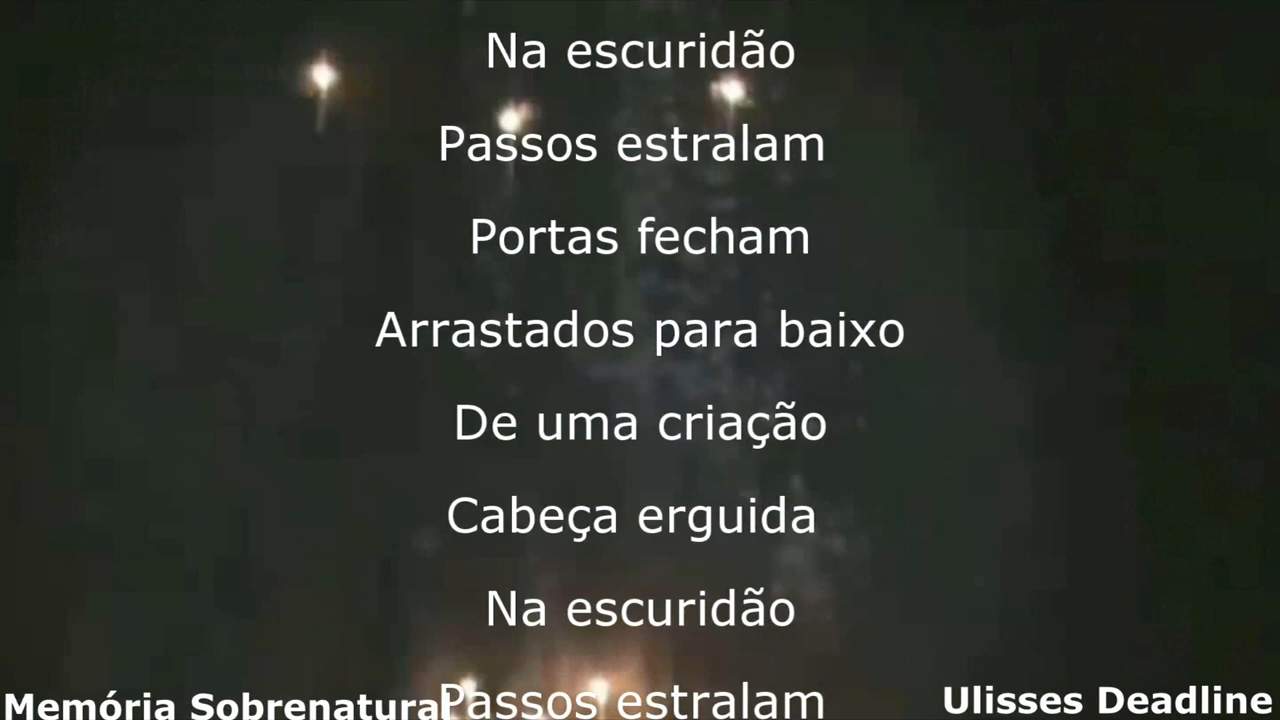 Na escuridão
Passos estralam
Portas fecham
Arrastados para baixo
De uma criação
Cabeça erguida
Na escuridão
Passos estralam
Memória Sobrenatural
Ulisses Deadline